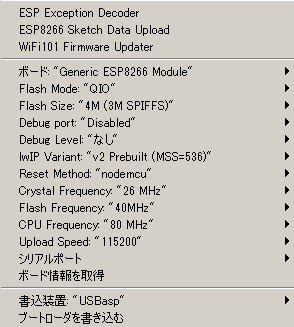 ESP Exception Decoder
ESP8266 Sketch Data Upload
WiFi101 Firmware Updater
ボード: "Generic ESP8266 Module"
Flash Mode: "QIO"
Flash Size: "4M (3M SPIFFS)"
Debug port: "Disabled"
Debug Level: "なし"
lwIP Variant: "v2 Prebuilt (MSS=536)"
Reset Method: "nodemcu"
Crystal Frequency: "26 MHz"
Flash Frequency: "40MHz"
CPU Frequency: "80 MHz"
Upload Speed: "115200"
シリアルポート
ボード情報を取得
書込装置: "USBasp"
ブートローダを書き込む